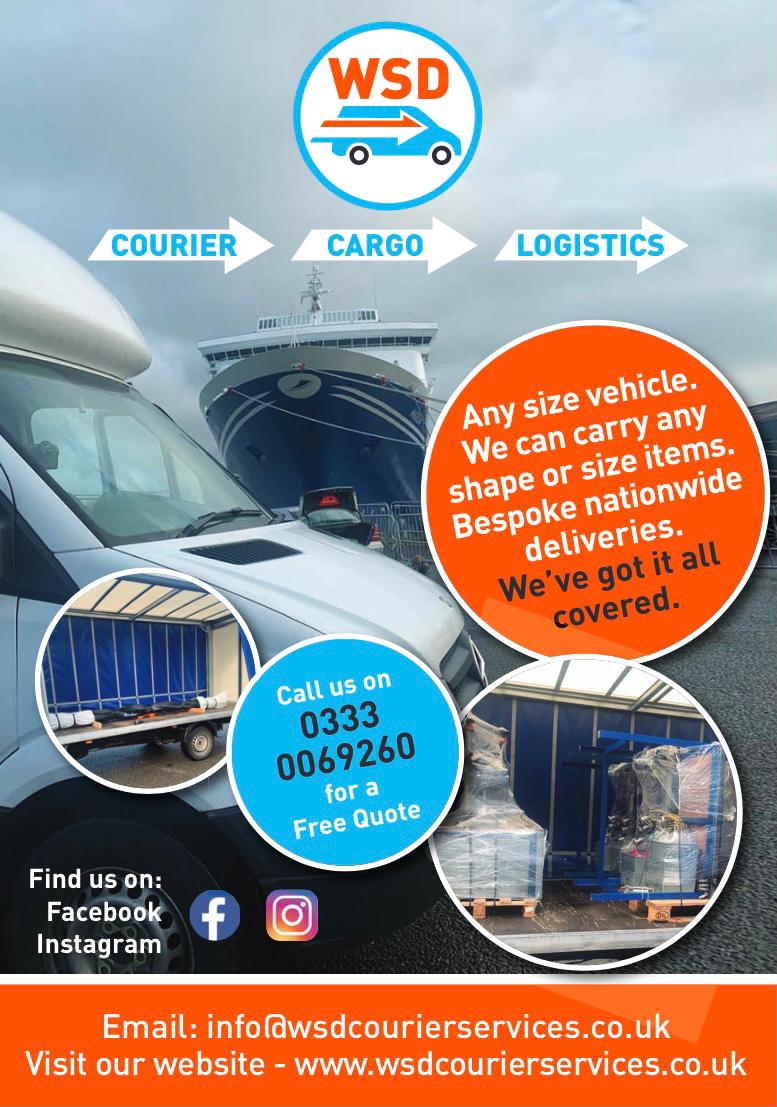 WSD
COURIER
CARGO
LOGISTICS
Any size vehicle.
We can carry any
shape or size items.
Bespoke nationwide
deliveries.
We've got it all
covered.
Call us on
0333
0069260
for a
Free Quote
Find us on:
Facebook
Instagram
Email: info@wsdcourierservices.co.uk
Visit our website - www.wsdcourierservices.co.uk